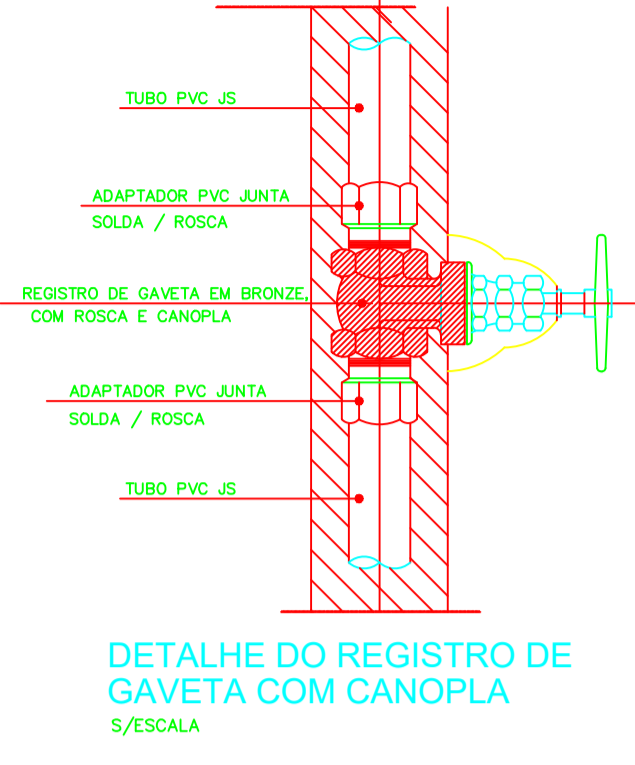 TUBO PVC JS
ADAPTADOR PVC JUNTA
SOLDA / ROSCA
REGISTRO DE GAVETA EM BRONZE,
COM ROSCA E CANOPLA
ADAPTADOR PVC JUNTA
SOLDA / ROSCA
TUBO PVC JS
DETALHE DO REGISTRO DE
GAVETA COM CANOPLA
S/ESCALA